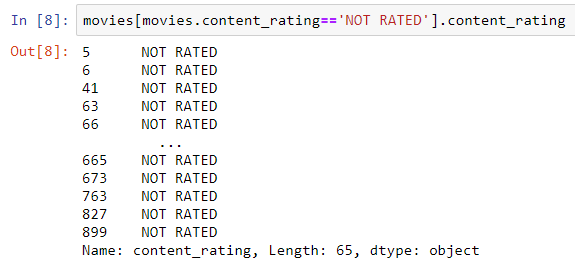 In [8]: movies[movies.content_rating=='NOT RATED'].content_rating
Out[8]: 5 NOT RATED
6 NOT RATED
41 NOT RATED
63 NOT RATED
66 NOT RATED
...
665 NOT RATED
673 NOT RATED
763 NOT RATED
827 NOT RATED
899 NOT RATED
Name: content_rating, Length: 65, dtype: object